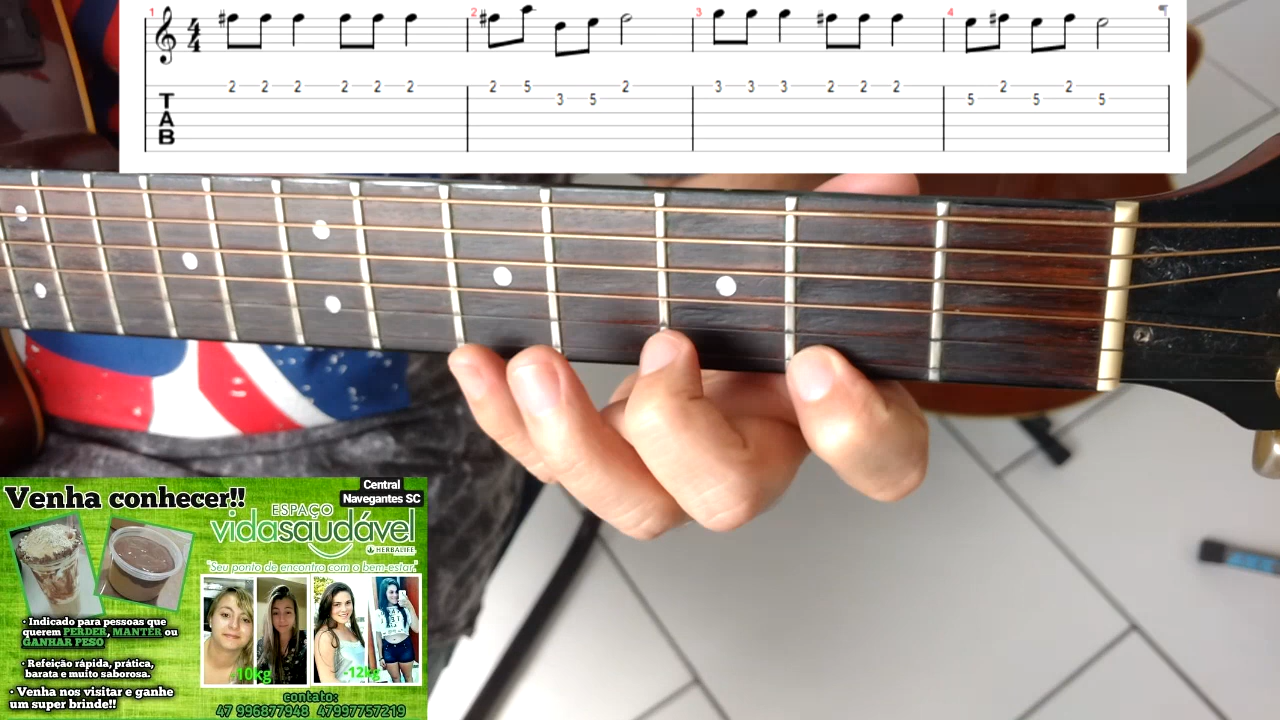 1 2 3 4
4
4
2 2 2 2 2 2 2 5 2 3 3 3 2 2 2 2 2
3 5 5 5 5
T
A
B
Venha conhecer!!
Central
Navegantes SC
ESPAÇO
vidasaudável
HERBALIFE
"Seu ponto de encontro com o bem-estar."
· Indicado para pessoas que
querem PERDER, MANTER ou
GANHAR PESO
· Refeição rápida, prática,
barata e muito saborosa.
· Venha nos visitar e ganhe
um super brinde!!
-10kg
-12kg
contato:
47 996877948 47997757219